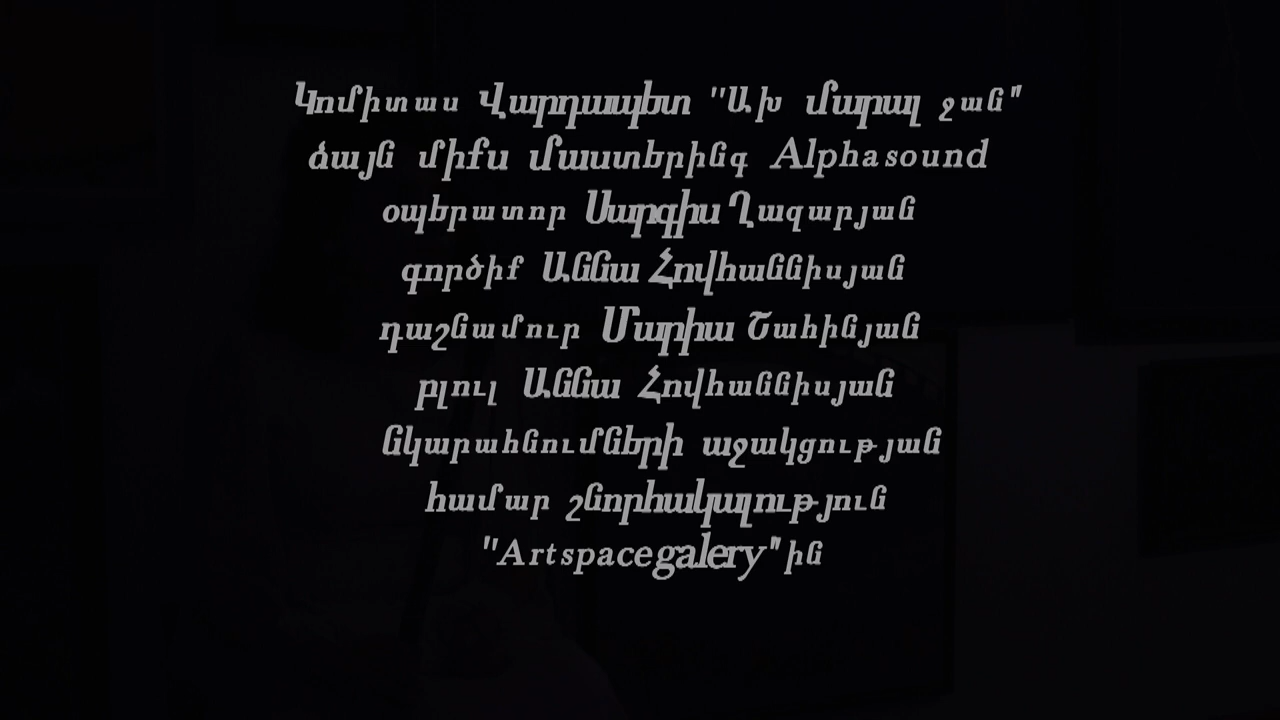 Կոմիտաս Վարդապետ "Ախ մարալ ջան"
ձայն միքս մաստերինգ Alphasound
օպերատոր Սարգիս Ղազարյան
գործիք Աննա Հովհաննիսյան
դաշնամուր Մարիա Շահինյան
բլուլ Աննա Հովհաննիսյան
նկարահնումների աջակցության
համար շնորհակալություն
"Artspacegalery"ին